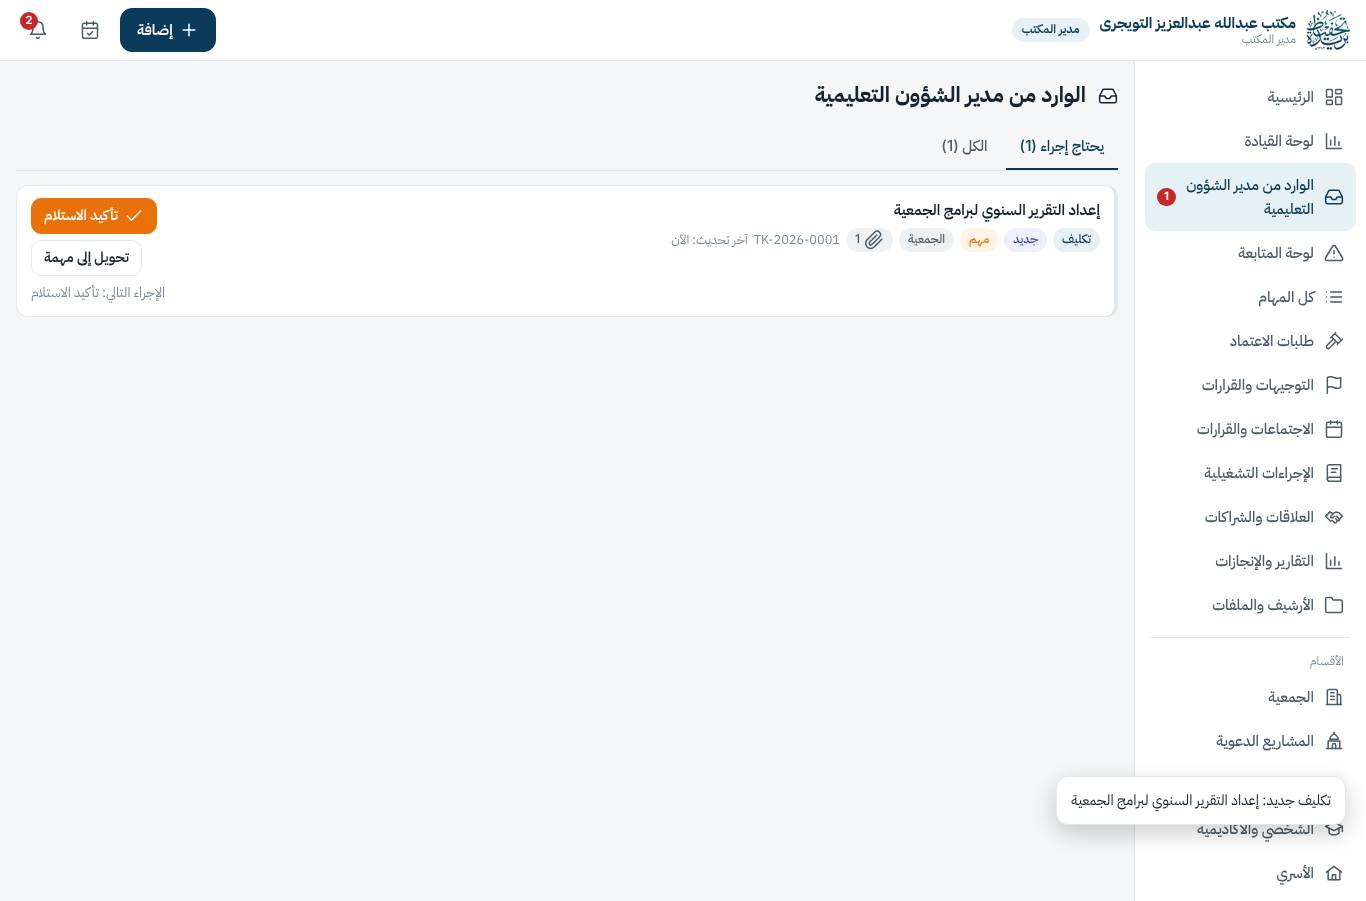 مكتب عبدالله عبدالعزيز التويجري
مدير المكتب
مدير المكتب
إضافة
2
الرئيسية
لوحة القيادة
الوارد من مدير الشؤون
التعليمية
1
لوحة المتابعة
كل المهام
طلبات الاعتماد
التوجيهات والقرارات
الاجتماعات والقرارات
الإجراءات التشغيلية
العلاقات والشراكات
التقارير والإنجازات
الأرشيف والملفات
الأقسام
الجمعية
المشاريع الدعوية
الشخصي والأكاديمية
الأسري
الوارد من مدير الشؤون التعليمية
يحتاج إجراء (1)
الكل (1)
إعداد التقرير السنوي لبرامج الجمعية
تكليف
جديد
مهم
الجمعية
1
TK-2026-0001
آخر تحديث: الآن
تأكيد الاستلام
تحويل إلى مهمة
الإجراء التالي: تأكيد الاستلام
تكليف جديد: إعداد التقرير السنوي لبرامج الجمعية